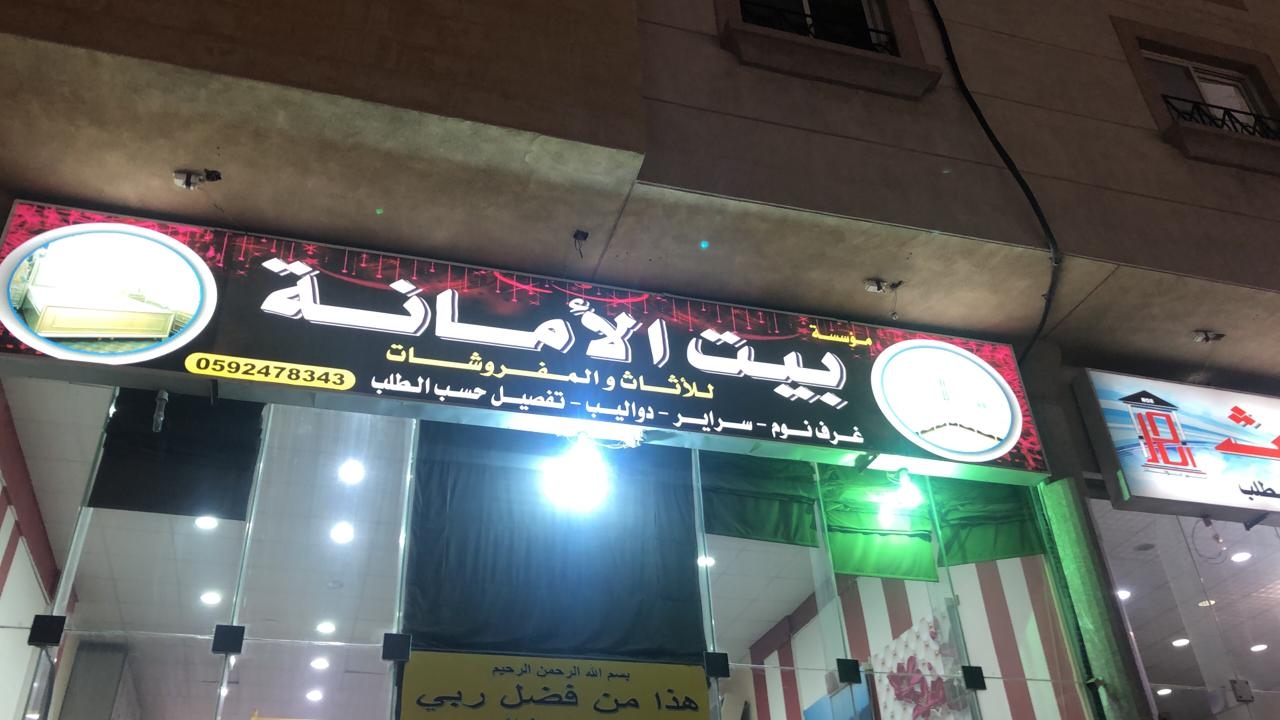 مؤسسة
بيت الأمانة
للأثاث والمفروشات
غرف نوم - سراير - دواليب - تفصيل حسب الطلب
0592478343
بسم الله الرحمن الرحيم
هذا من فضل ربي